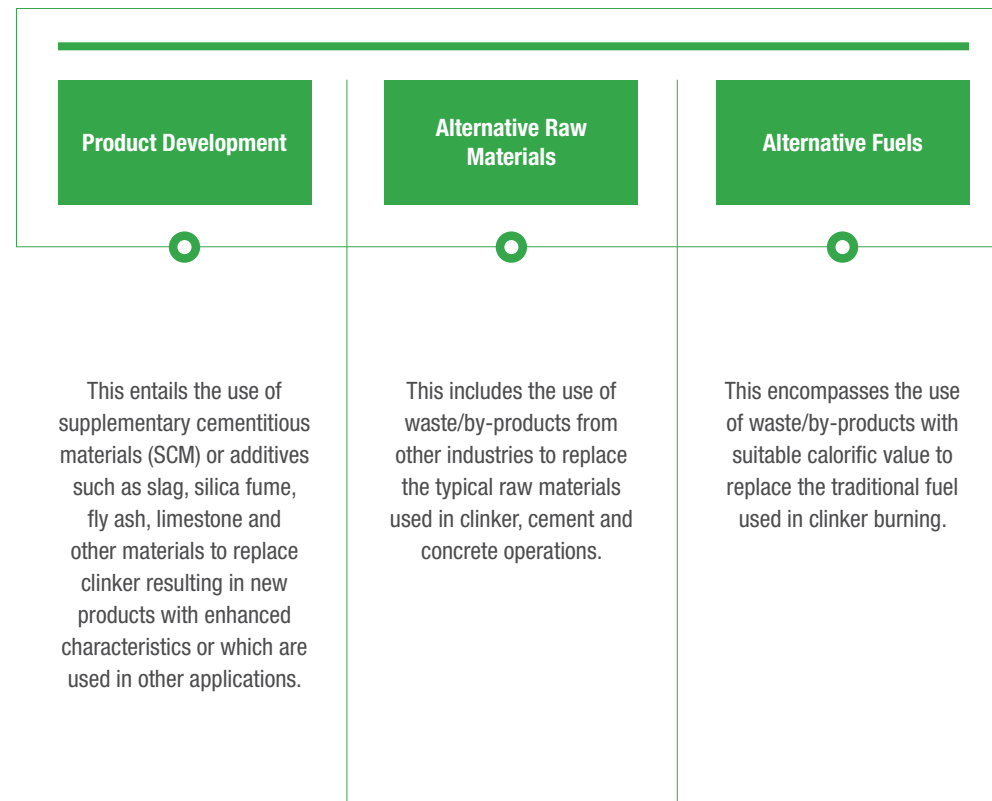 Product Development
This entails the use of
supplementary cementitious
materials (SCM) or additives
such as slag, silica fume,
fly ash, limestone and
other materials to replace
clinker resulting in new
products with enhanced
characteristics or which are
used in other applications.
Alternative Raw
Materials
This includes the use of
waste/by-products from
other industries to replace
the typical raw materials
used in clinker, cement and
concrete operations.
Alternative Fuels
This encompasses the use
of waste/by-products with
suitable calorific value to
replace the traditional fuel
used in clinker burning.